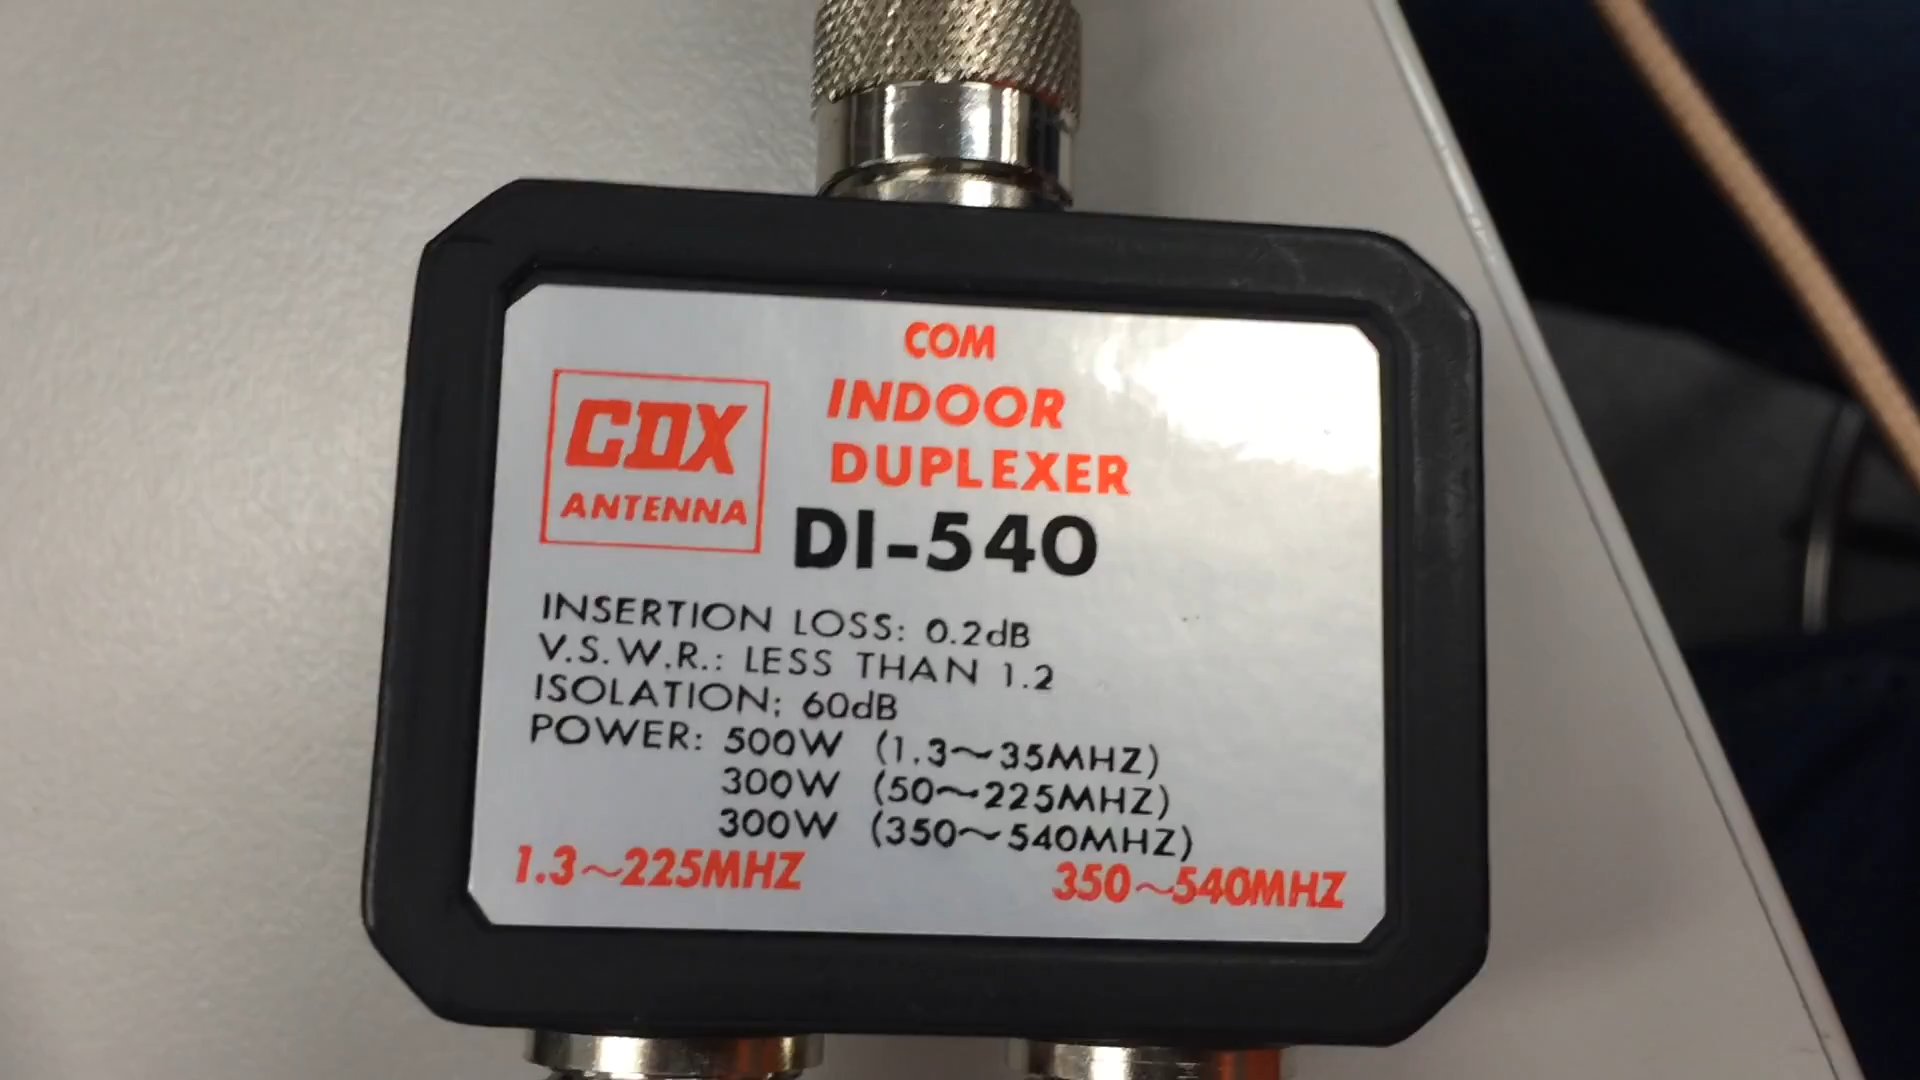 COM
CDX
ANTENNA
INDOOR
DUPLEXER
DI-540
INSERTION LOSS: 0.2dB
V.S.W.R.: LESS THAN 1.2
ISOLATION: 60dB
POWER: 500W (1.3~35MHZ)
300W (50~225MHZ)
300W (350~540MHZ)
1.3~225MHZ
350~540MHZ